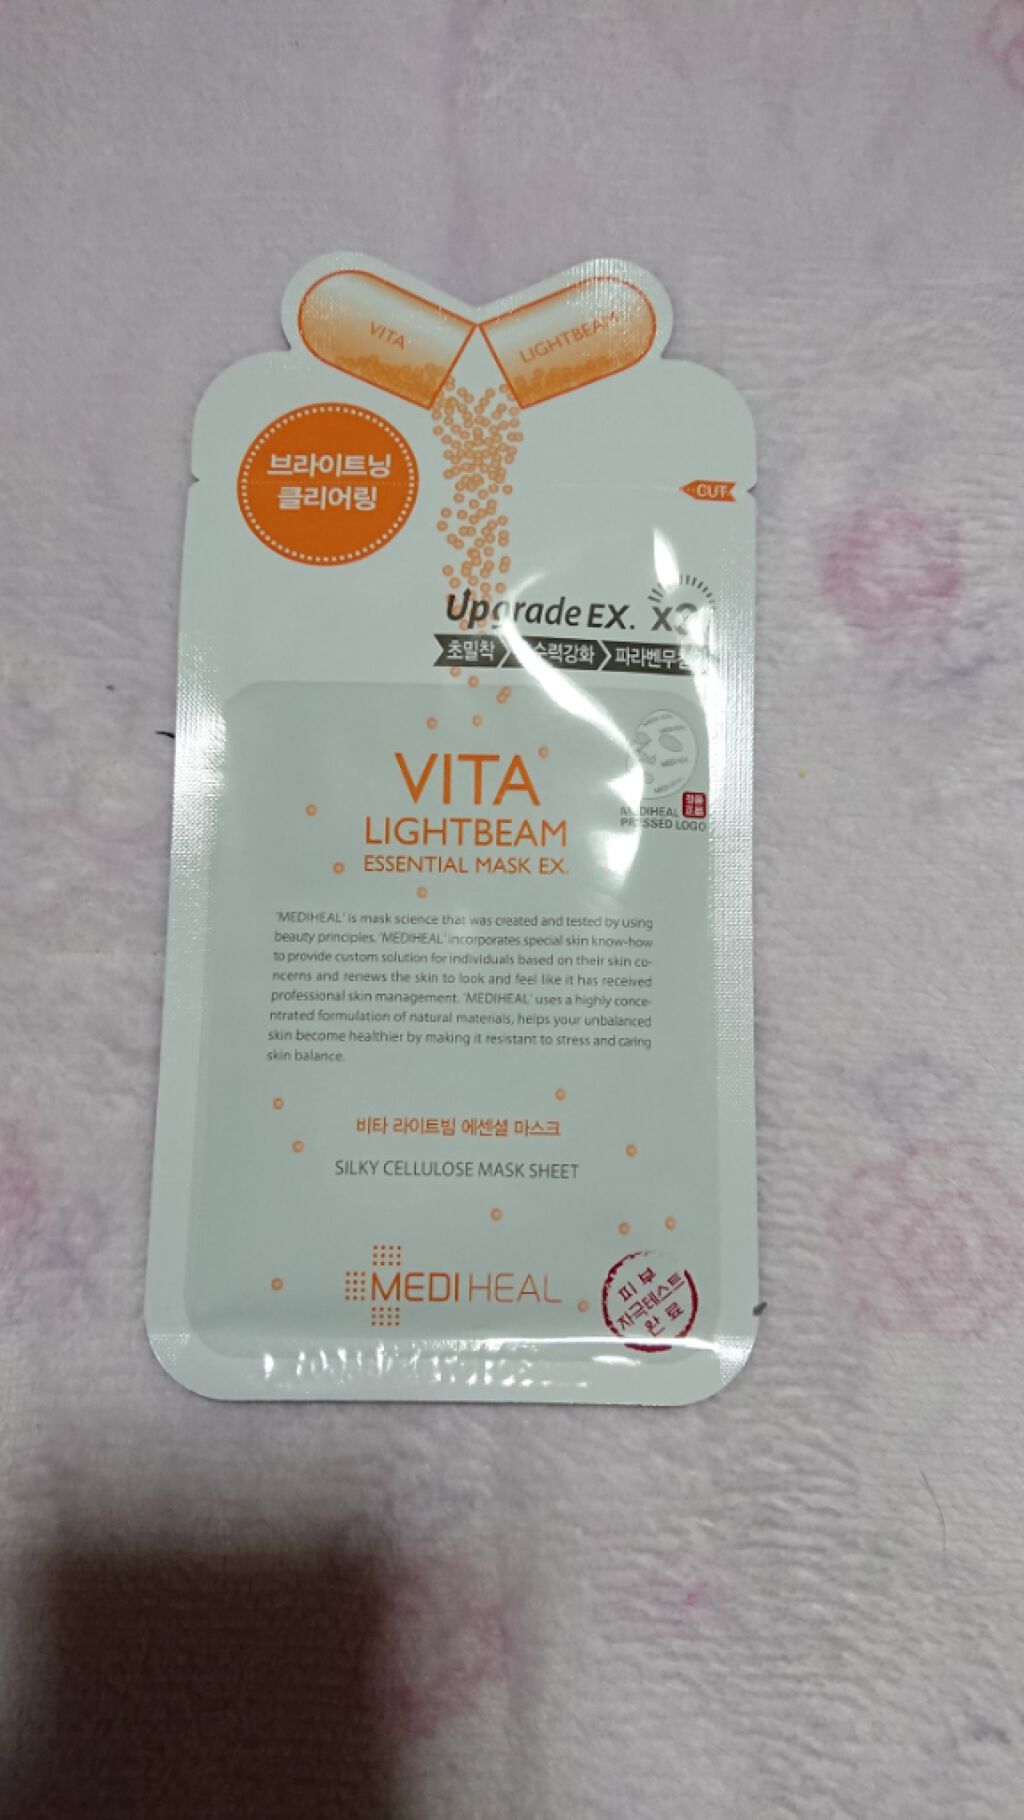 VITA
LIGHTBEAM
브라이트닝
클리어링
CUT
Upgrade EX.
초밀착
파라벤무
VITA
LIGHTBEAM
ESSENTIAL MASK EX.
MEDIHEAL
PRESSED LOGO
'MEDIHEAL' is mask science that was created and tested by using
beauty principles. 'MEDIHEAL' incorporates special skin know-how
to provide custom solution for individuals based on their skin co-
ncerns and renews the skin to look and feel like it has received
professional skin management. 'MEDIHEAL' uses a highly conce-
ntrated formulation of natural materials, helps your unbalanced
skin become healthier by making it resistant to stress and caring
skin balance.
비타 라이트빔 에센셜 마스크
SILKY CELLULOSE MASK SHEET
MEDIHEAL
피부
자극테스트
완료